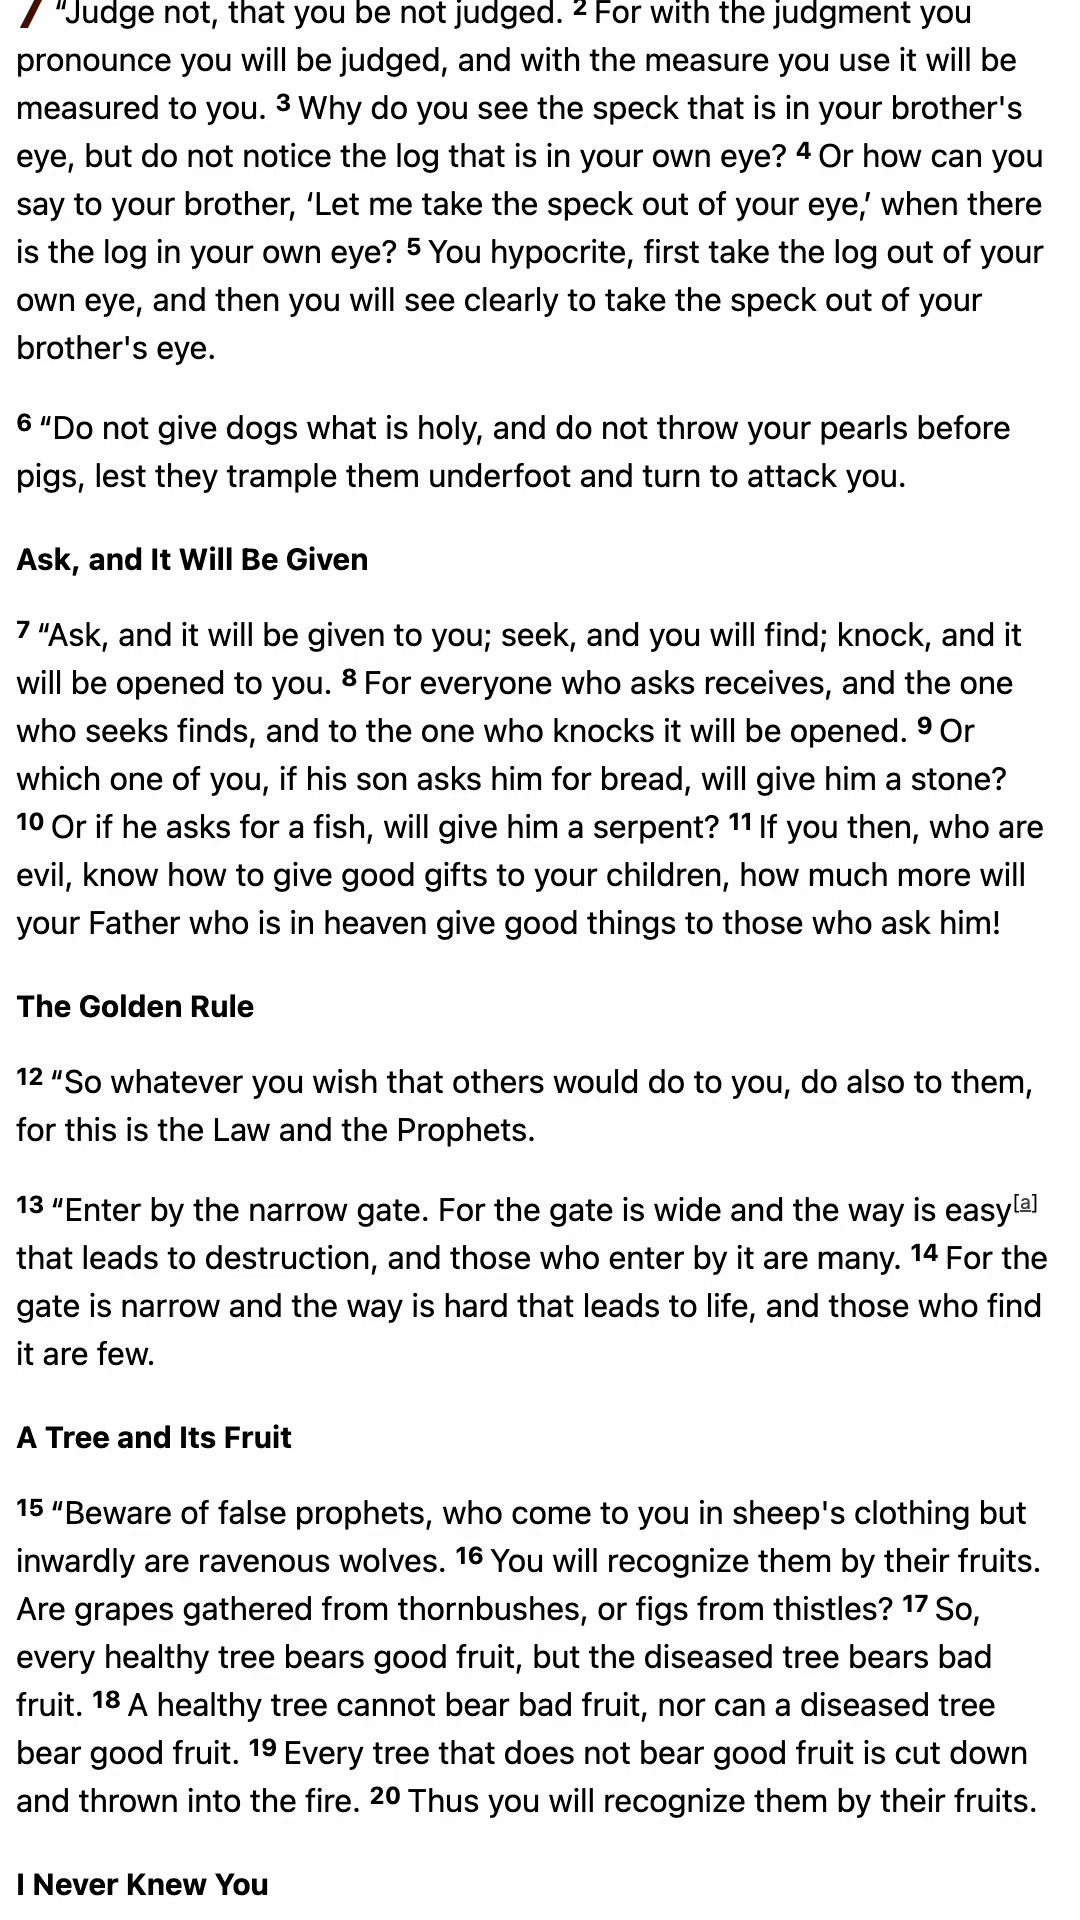 7 “Judge not, that you be not judged. 2 For with the judgment you
pronounce you will be judged, and with the measure you use it will be
measured to you. 3 Why do you see the speck that is in your brother's
eye, but do not notice the log that is in your own eye? 4 Or how can you
say to your brother, ‘Let me take the speck out of your eye,’ when there
is the log in your own eye? 5 You hypocrite, first take the log out of your
own eye, and then you will see clearly to take the speck out of your
brother's eye.
6 “Do not give dogs what is holy, and do not throw your pearls before
pigs, lest they trample them underfoot and turn to attack you.
Ask, and It Will Be Given
7 “Ask, and it will be given to you; seek, and you will find; knock, and it
will be opened to you. 8 For everyone who asks receives, and the one
who seeks finds, and to the one who knocks it will be opened. 9 Or
which one of you, if his son asks him for bread, will give him a stone?
10 Or if he asks for a fish, will give him a serpent? 11 If you then, who are
evil, know how to give good gifts to your children, how much more will
your Father who is in heaven give good things to those who ask him!
The Golden Rule
12 “So whatever you wish that others would do to you, do also to them,
for this is the Law and the Prophets.
13 “Enter by the narrow gate. For the gate is wide and the way is easy[a]
that leads to destruction, and those who enter by it are many. 14 For the
gate is narrow and the way is hard that leads to life, and those who find
it are few.
A Tree and Its Fruit
15 “Beware of false prophets, who come to you in sheep's clothing but
inwardly are ravenous wolves. 16 You will recognize them by their fruits.
Are grapes gathered from thornbushes, or figs from thistles? 17 So,
every healthy tree bears good fruit, but the diseased tree bears bad
fruit. 18 A healthy tree cannot bear bad fruit, nor can a diseased tree
bear good fruit. 19 Every tree that does not bear good fruit is cut down
and thrown into the fire. 20 Thus you will recognize them by their fruits.
I Never Knew You